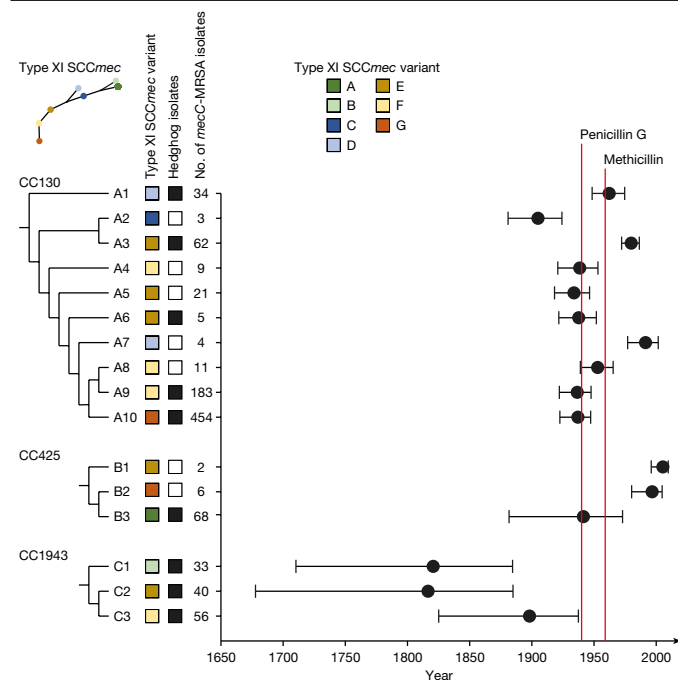 Type XI SCCmec
Type XI SCCmec variant
Hedghog isolates
No. of mecC-MRSA isolates
Type XI SCCmec variant
A E
B F
C G
D
Penicillin G
Methicillin
CC130
A1 34
A2 3
A3 62
A4 9
A5 21
A6 5
A7 4
A8 11
A9 183
A10 454
CC425
B1 2
B2 6
B3 68
CC1943
C1 33
C2 40
C3 56
1650 1700 1750 1800 1850 1900 1950 2000
Year